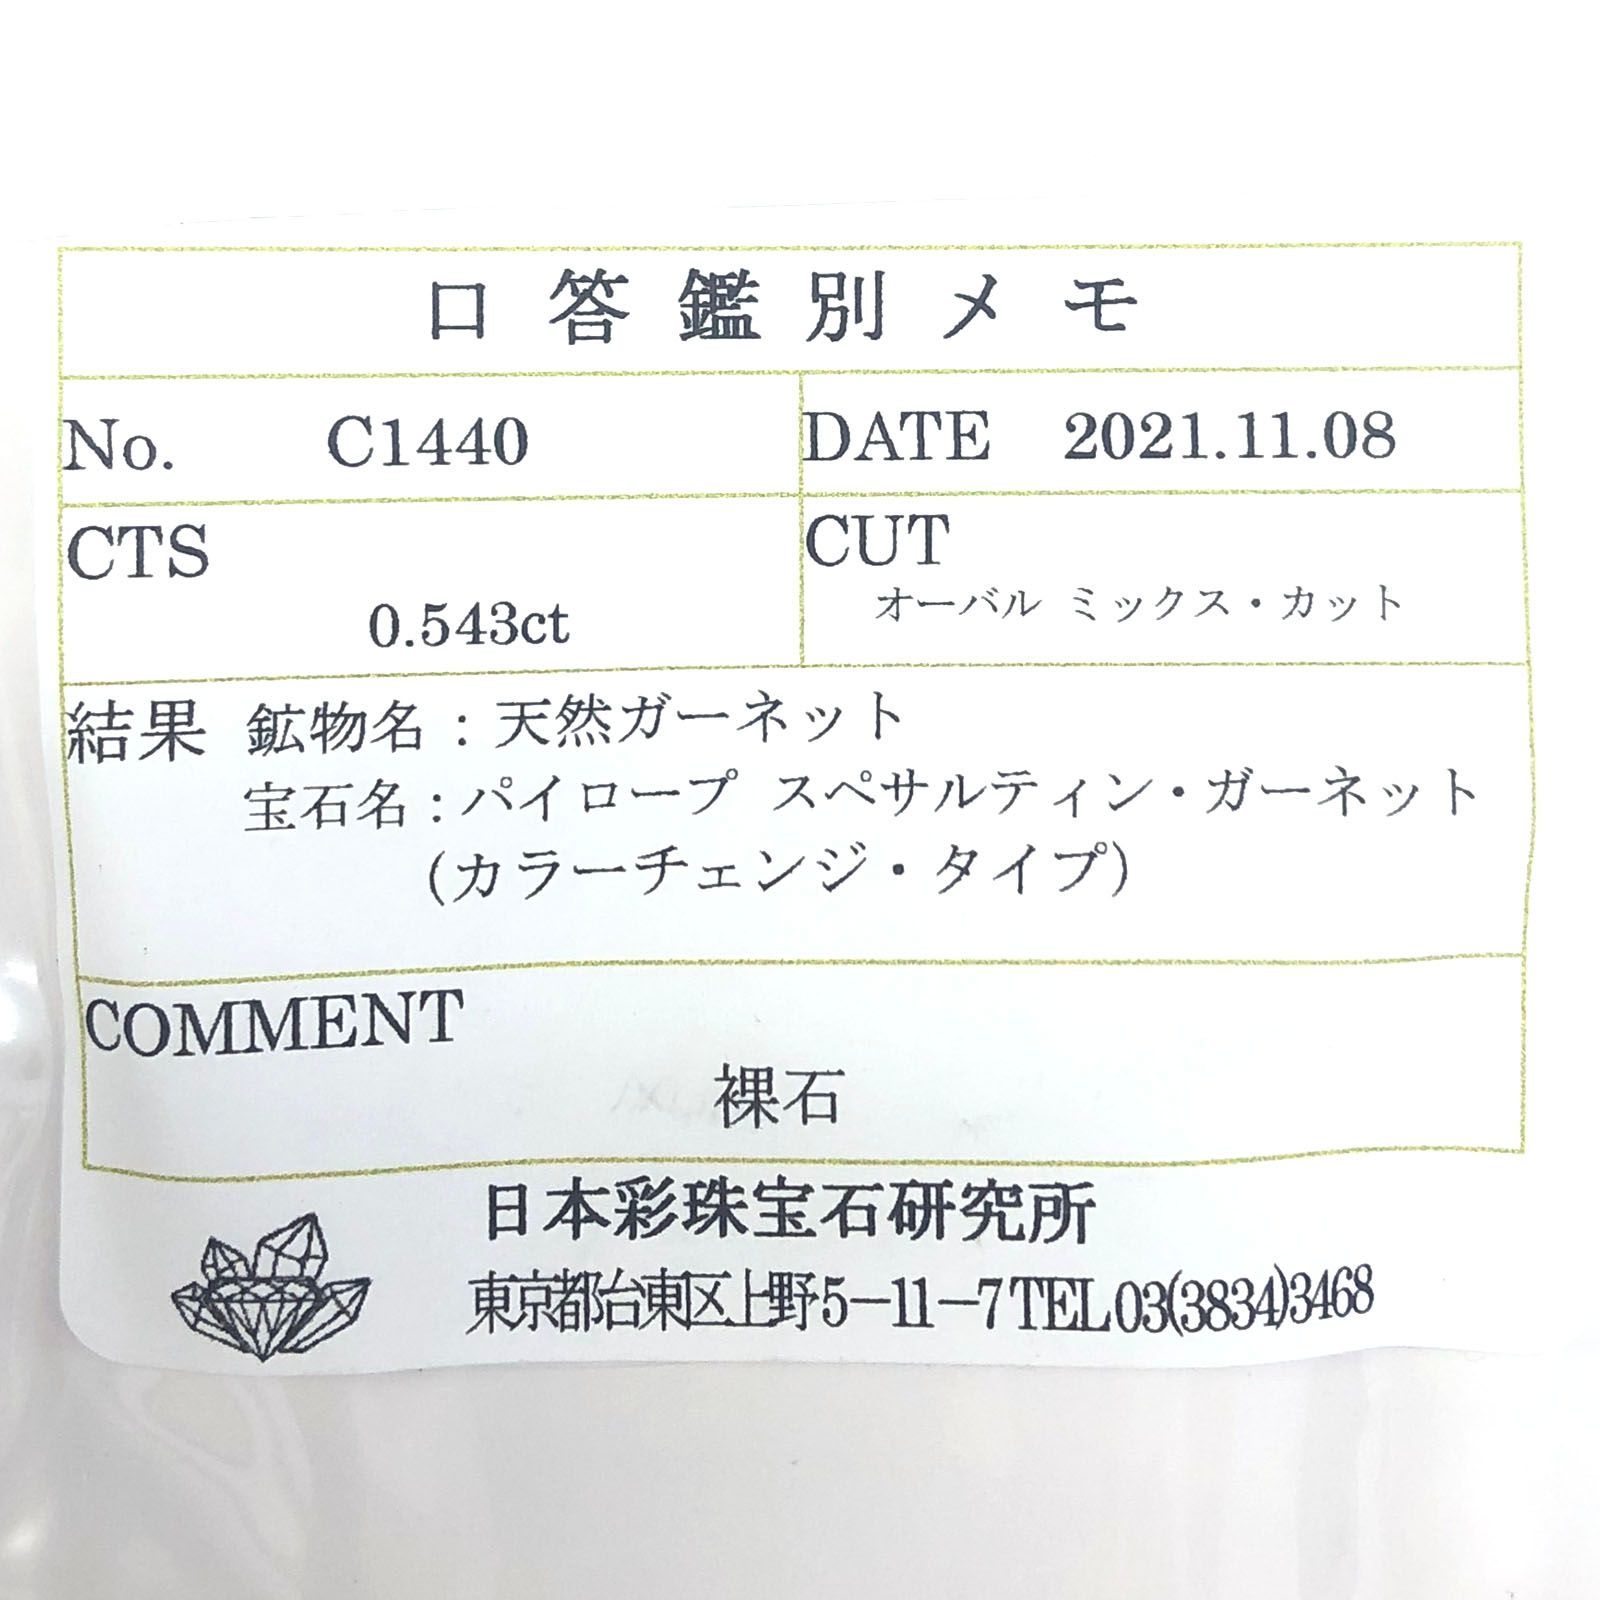 口答鑑別メモ
No. C1440 DATE 2021.11.08
CTS CUT
0.543ct オーバル ミックス・カット
結果 鉱物名：天然ガーネット
宝石名：パイロープ スペサルティン・ガーネット
(カラーチェンジ・タイプ)
COMMENT
裸石
日本彩珠宝石研究所
東京都台東区上野5－11－7 TEL 03(3834)3468